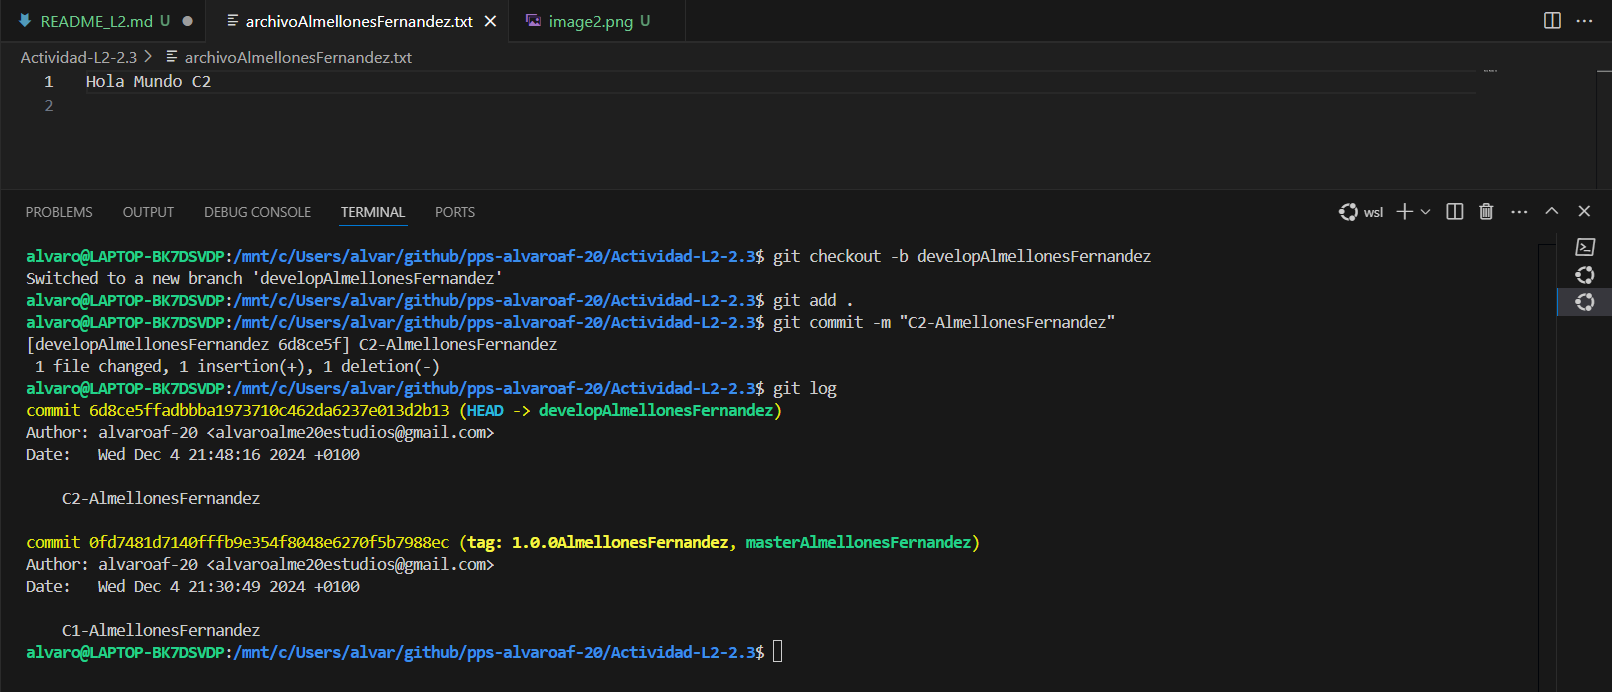 README_L2.md U
archivoAlmellonesFernandez.txt
image2.png U
Actividad-L2-2.3 > archivoAlmellonesFernandez.txt
1 Hola Mundo C2
2
PROBLEMS OUTPUT DEBUG CONSOLE TERMINAL PORTS
wsl
alvaro@LAPTOP-BK7DSVDP:/mnt/c/Users/alvar/github/pps-alvaroaf-20/Actividad-L2-2.3$ git checkout -b developAlmellonesFernandez
Switched to a new branch 'developAlmellonesFernandez'
alvaro@LAPTOP-BK7DSVDP:/mnt/c/Users/alvar/github/pps-alvaroaf-20/Actividad-L2-2.3$ git add .
alvaro@LAPTOP-BK7DSVDP:/mnt/c/Users/alvar/github/pps-alvaroaf-20/Actividad-L2-2.3$ git commit -m "C2-AlmellonesFernandez"
[developAlmellonesFernandez 6d8ce5f] C2-AlmellonesFernandez
1 file changed, 1 insertion(+), 1 deletion(-)
alvaro@LAPTOP-BK7DSVDP:/mnt/c/Users/alvar/github/pps-alvaroaf-20/Actividad-L2-2.3$ git log
commit 6d8ce5ffadbbba1973710c462da6237e013d2b13 (HEAD -> developAlmellonesFernandez)
Author: alvaroaf-20 <alvaroalme20estudios@gmail.com>
Date:   Wed Dec 4 21:48:16 2024 +0100
C2-AlmellonesFernandez
commit 0fd7481d7140fffb9e354f8048e6270f5b7988ec (tag: 1.0.0AlmellonesFernandez, masterAlmellonesFernandez)
Author: alvaroaf-20 <alvaroalme20estudios@gmail.com>
Date:   Wed Dec 4 21:30:49 2024 +0100
C1-AlmellonesFernandez
alvaro@LAPTOP-BK7DSVDP:/mnt/c/Users/alvar/github/pps-alvaroaf-20/Actividad-L2-2.3$